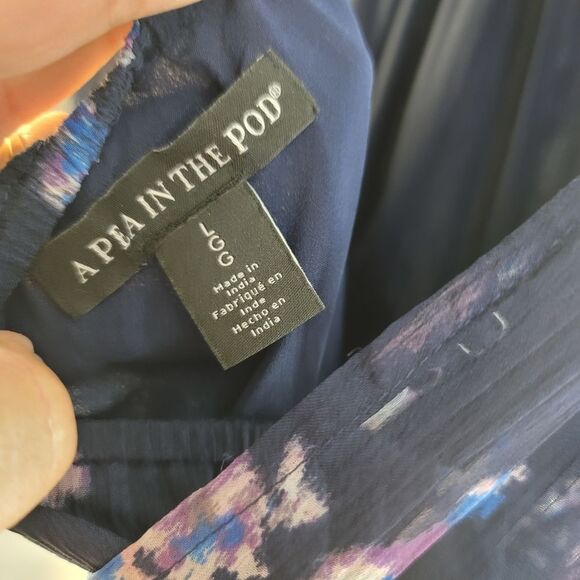 A PEA IN THE POD®
L
G
G
Made in
India
Fabriqué en
Inde
Hecho en
India